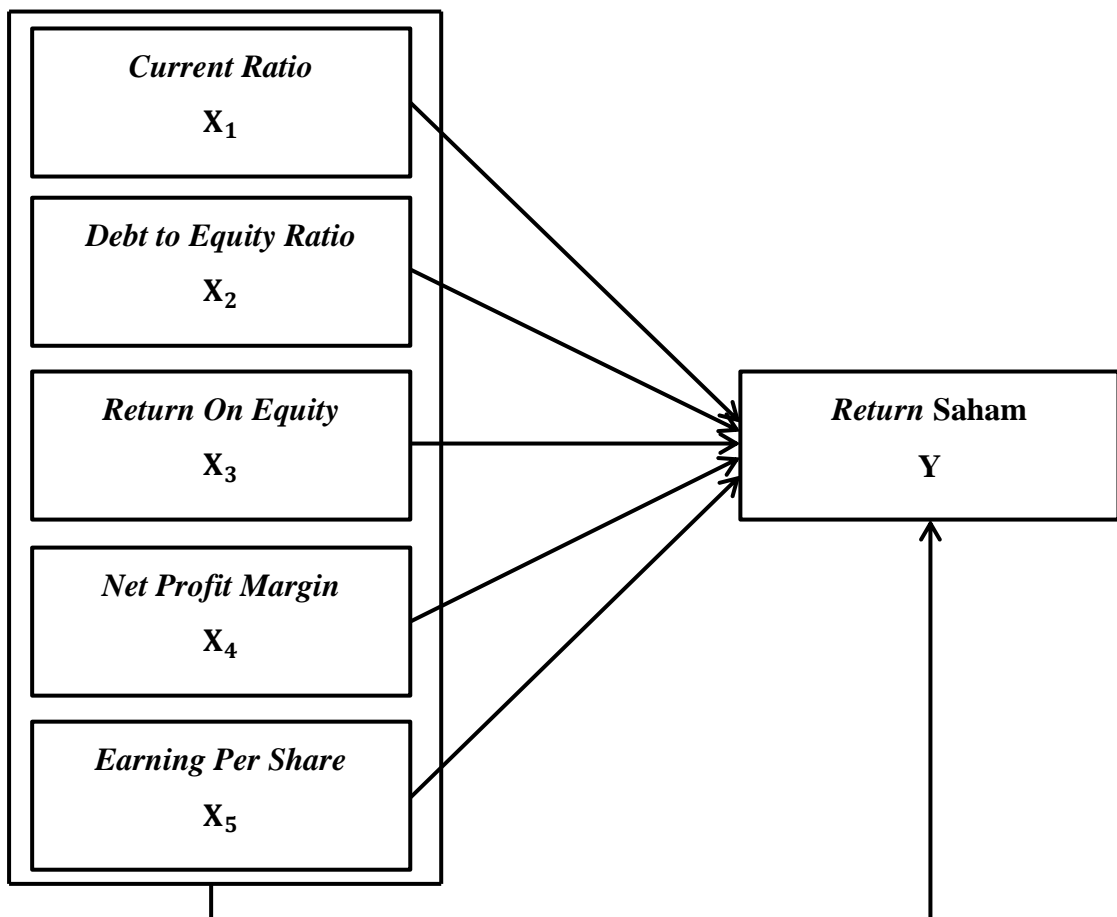 Current Ratio
X₁
Debt to Equity Ratio
X₂
Return On Equity
X₃
Return Saham
Y
Net Profit Margin
X₄
Earning Per Share
X₅